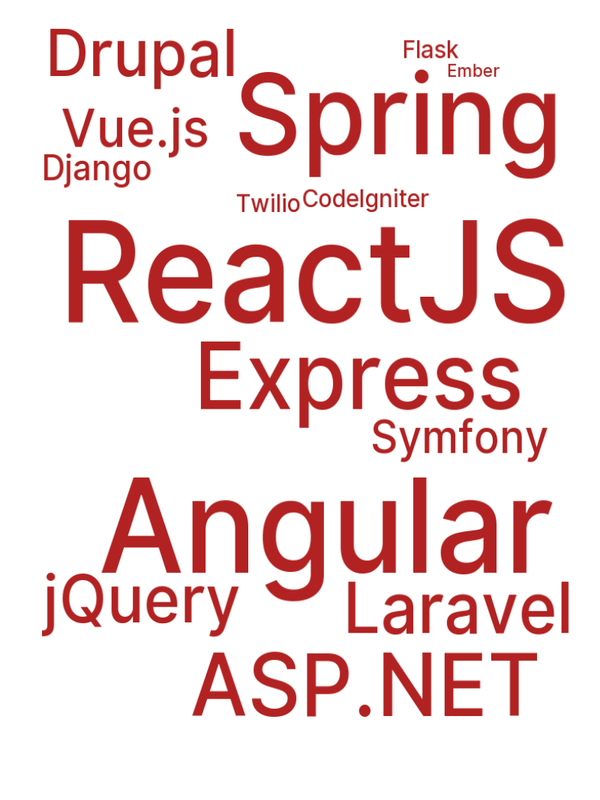 Drupal
Flask
Ember
Spring
Vue.js
Django
Twilio
CodeIgniter
ReactJS
Express
Symfony
Angular
jQuery
Laravel
ASP.NET